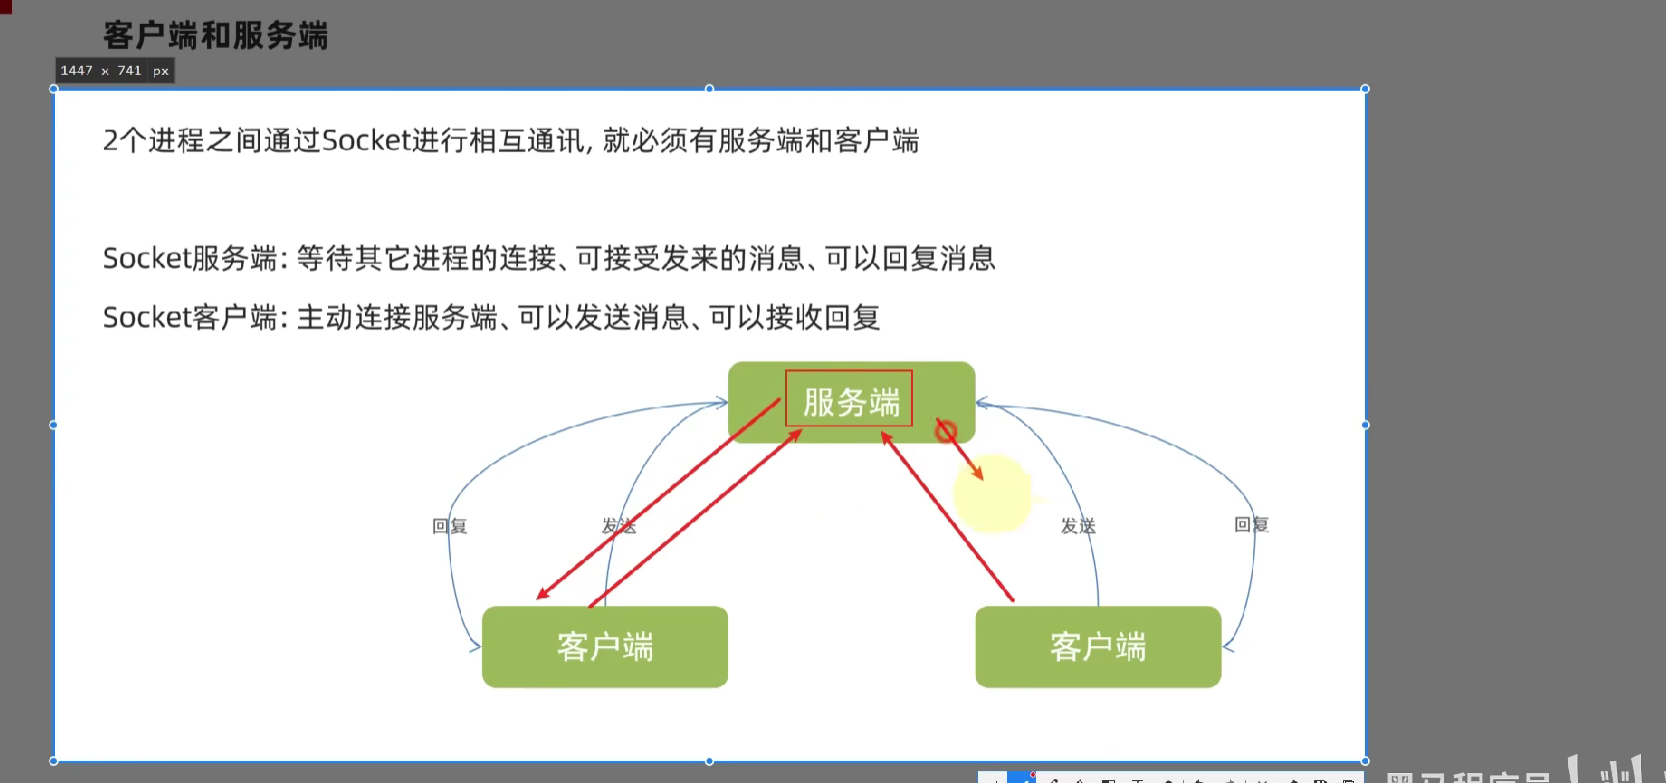 客户端和服务端
1447 x 741 px
2个进程之间通过Socket进行相互通讯, 就必须有服务端和客户端
Socket服务端: 等待其它进程的连接、可接受发来的消息、可以回复消息
Socket客户端: 主动连接服务端、可以发送消息、可以接收回复
服务端
回复
发送
发送
回复
客户端
客户端